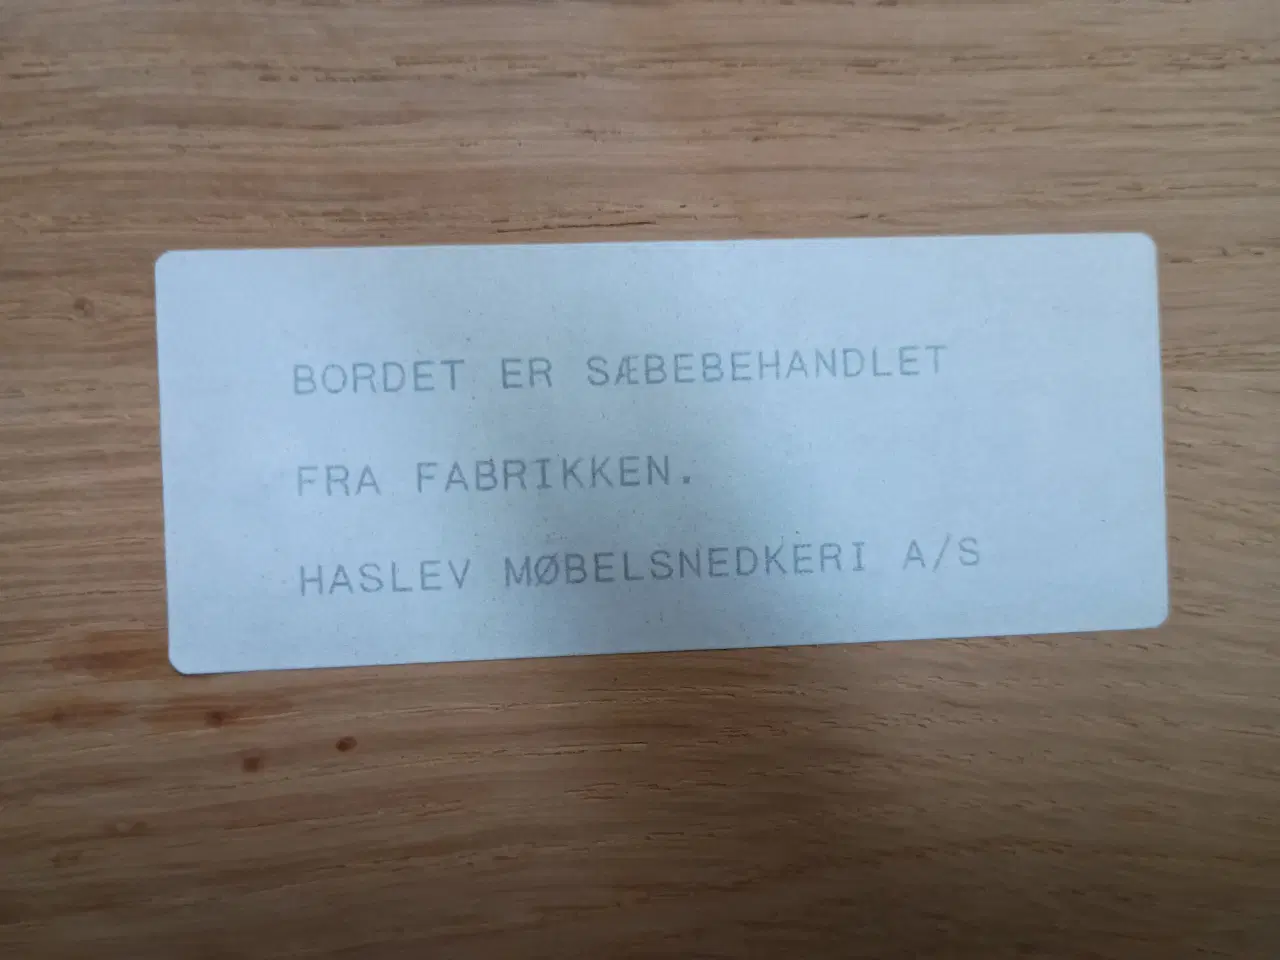 BORDET ER SÆBEBEHANDLET
FRA FABRIKKEN.
HASLEV MØBELSNEDKERI A/S